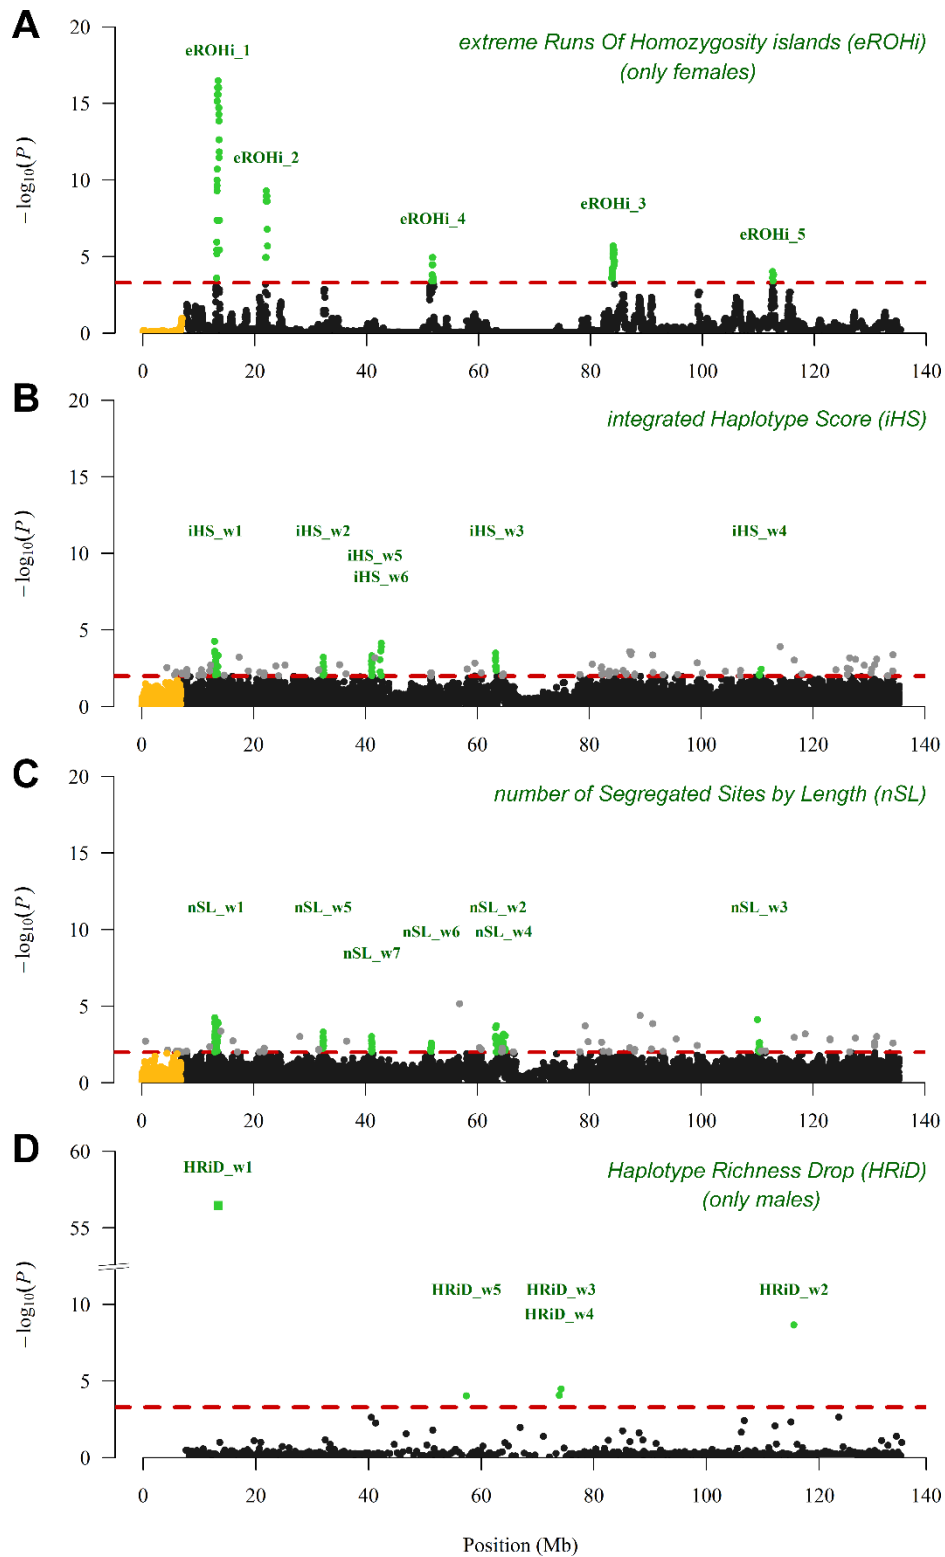 A
extreme Runs Of Homozygosity islands (eROHi)
(only females)
20
15
10
5
0
−log10(P)
eROHi_1
eROHi_2
eROHi_4
eROHi_3
eROHi_5
0 20 40 60 80 100 120 140
B
integrated Haplotype Score (iHS)
20
15
10
5
0
−log10(P)
iHS_w1 iHS_w2 iHS_w3 iHS_w4
iHS_w5
iHS_w6
0 20 40 60 80 100 120 140
C
number of Segregated Sites by Length (nSL)
20
15
10
5
0
−log10(P)
nSL_w1 nSL_w5 nSL_w2 nSL_w3
nSL_w6 nSL_w4
nSL_w7
0 20 40 60 80 100 120 140
D
Haplotype Richness Drop (HRiD)
(only males)
60
55
10
5
0
−log10(P)
HRiD_w1
HRiD_w5 HRiD_w3 HRiD_w2
HRiD_w4
0 20 40 60 80 100 120 140
Position (Mb)